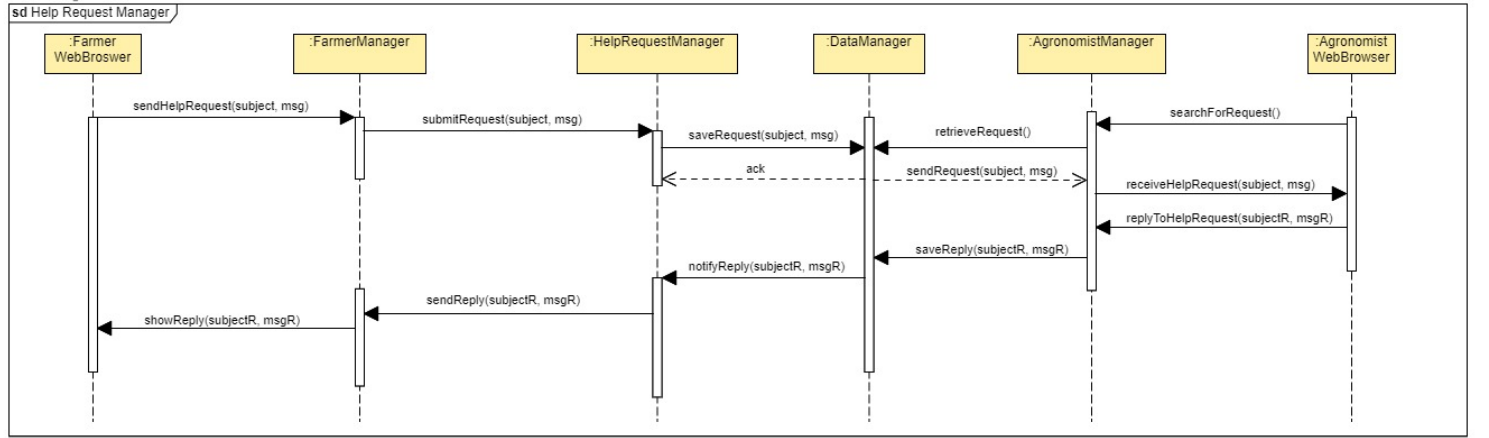 sd Help Request Manager
:Farmer
WebBroswer
:FarmerManager
:HelpRequestManager
:DataManager
:AgronomistManager
:Agronomist
WebBrowser
sendHelpRequest(subject, msg)
submitRequest(subject, msg)
saveRequest(subject, msg)
retrieveRequest()
searchForRequest()
ack
sendRequest(subject, msg)
receiveHelpRequest(subject, msg)
replyToHelpRequest(subjectR, msgR)
saveReply(subjectR, msgR)
notifyReply(subjectR, msgR)
sendReply(subjectR, msgR)
showReply(subjectR, msgR)